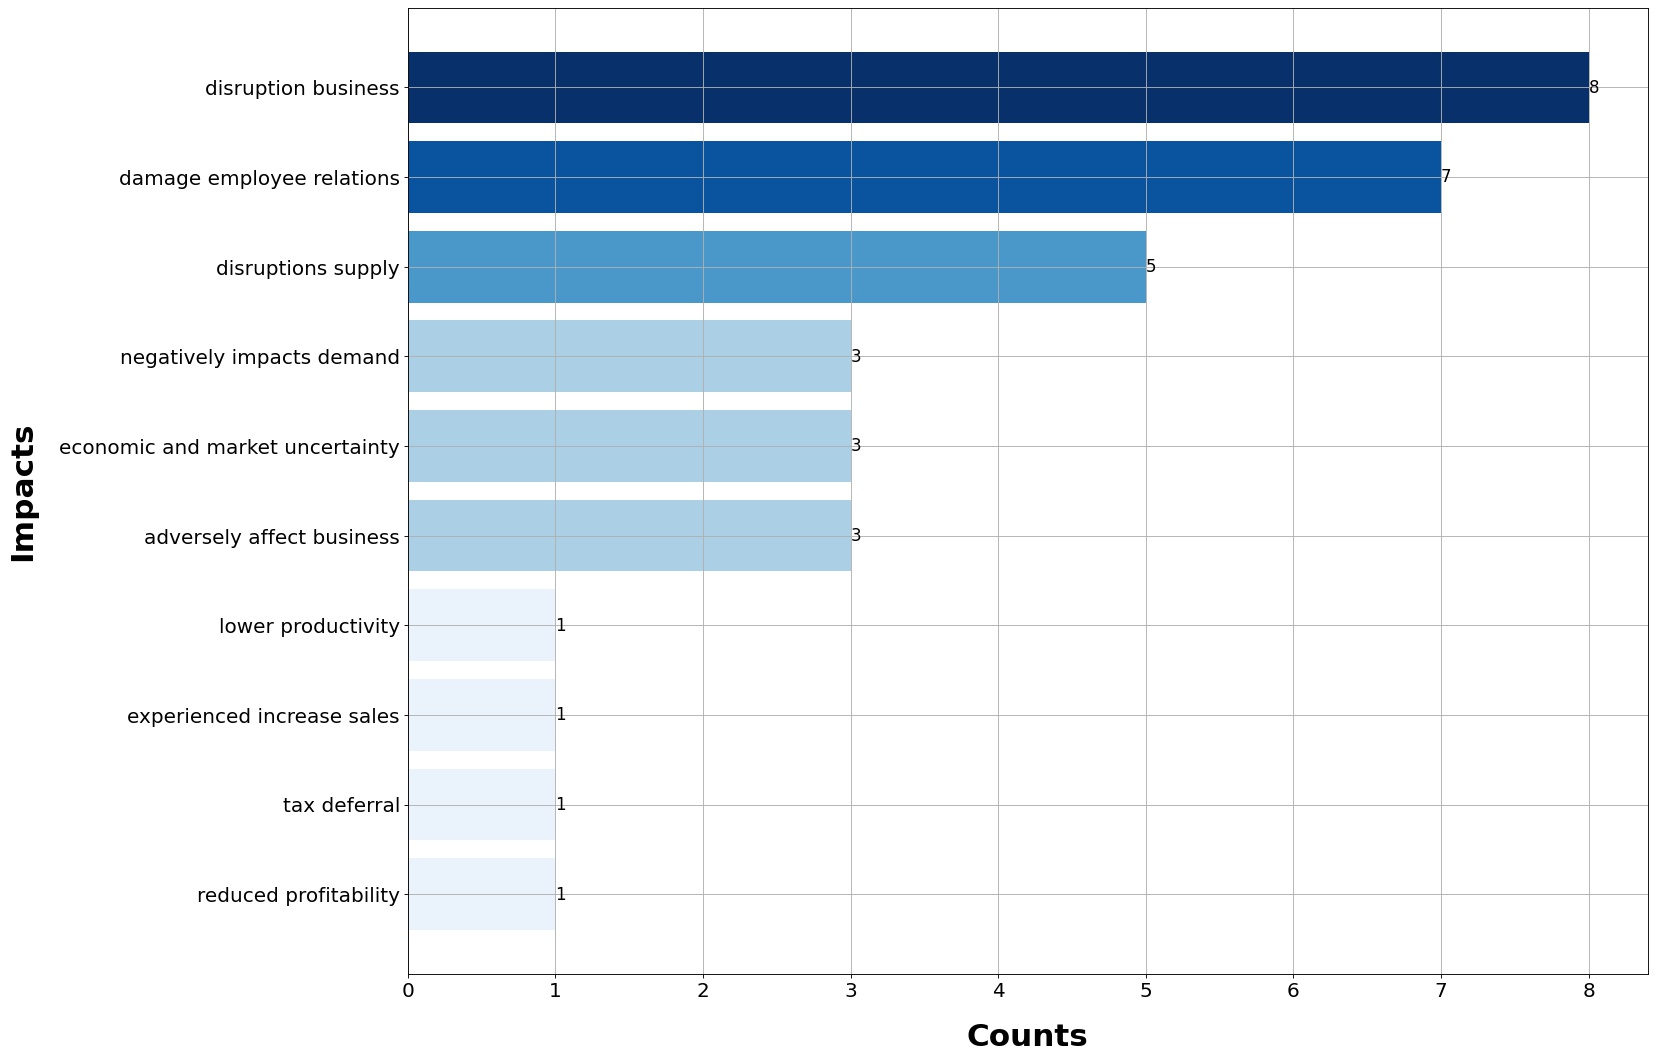 disruption business
8
damage employee relations
7
disruptions supply
5
negatively impacts demand
3
economic and market uncertainty
3
adversely affect business
3
lower productivity
1
experienced increase sales
1
tax deferral
1
reduced profitability
1
Impacts
0 1 2 3 4 5 6 7 8
Counts